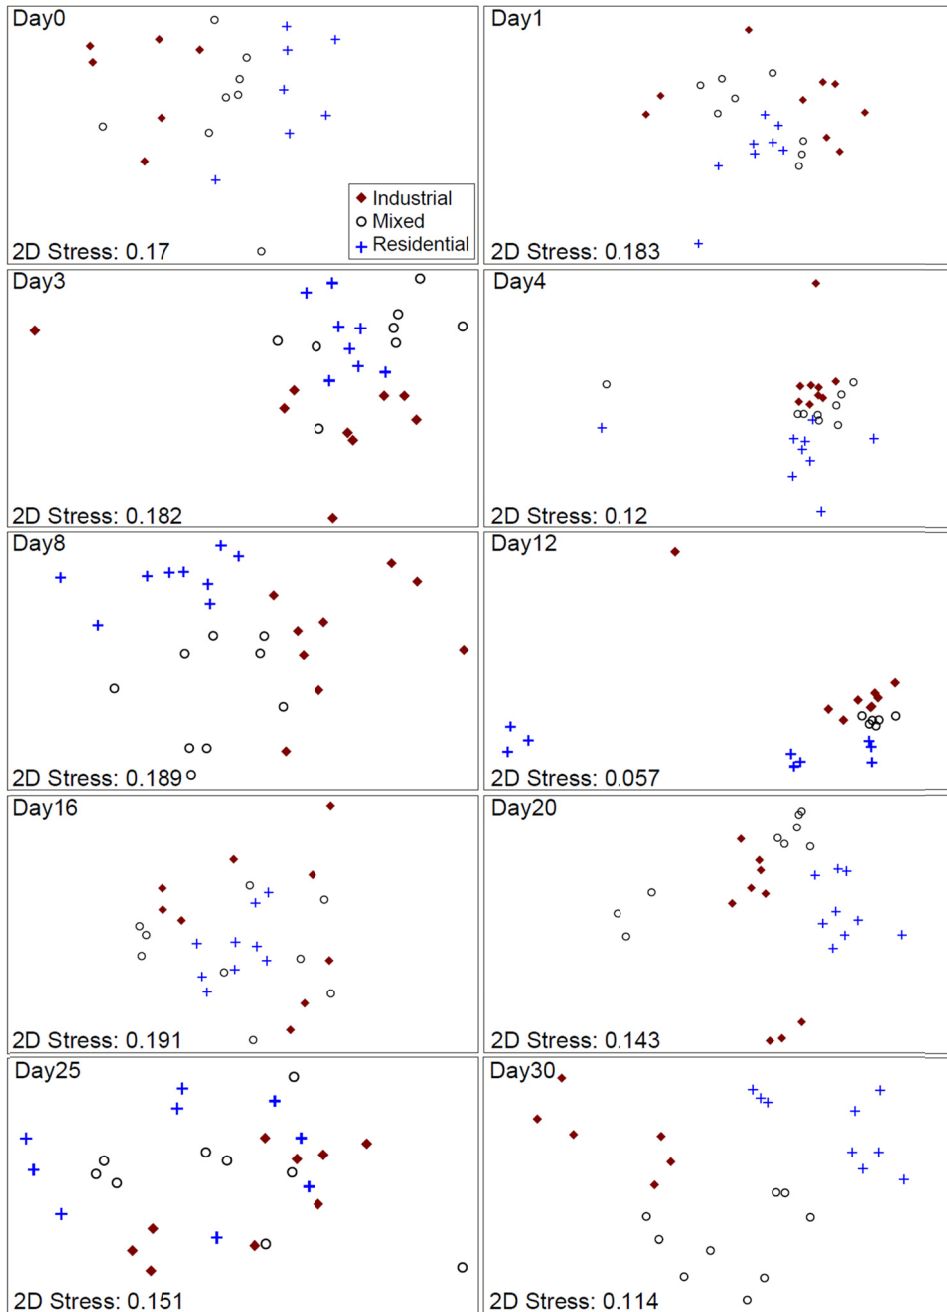 Day0
Industrial
Mixed
Residential
2D Stress: 0.17
Day1
2D Stress: 0.183
Day3
2D Stress: 0.182
Day4
2D Stress: 0.12
Day8
2D Stress: 0.189
Day12
2D Stress: 0.057
Day16
2D Stress: 0.191
Day20
2D Stress: 0.143
Day25
2D Stress: 0.151
Day30
2D Stress: 0.114